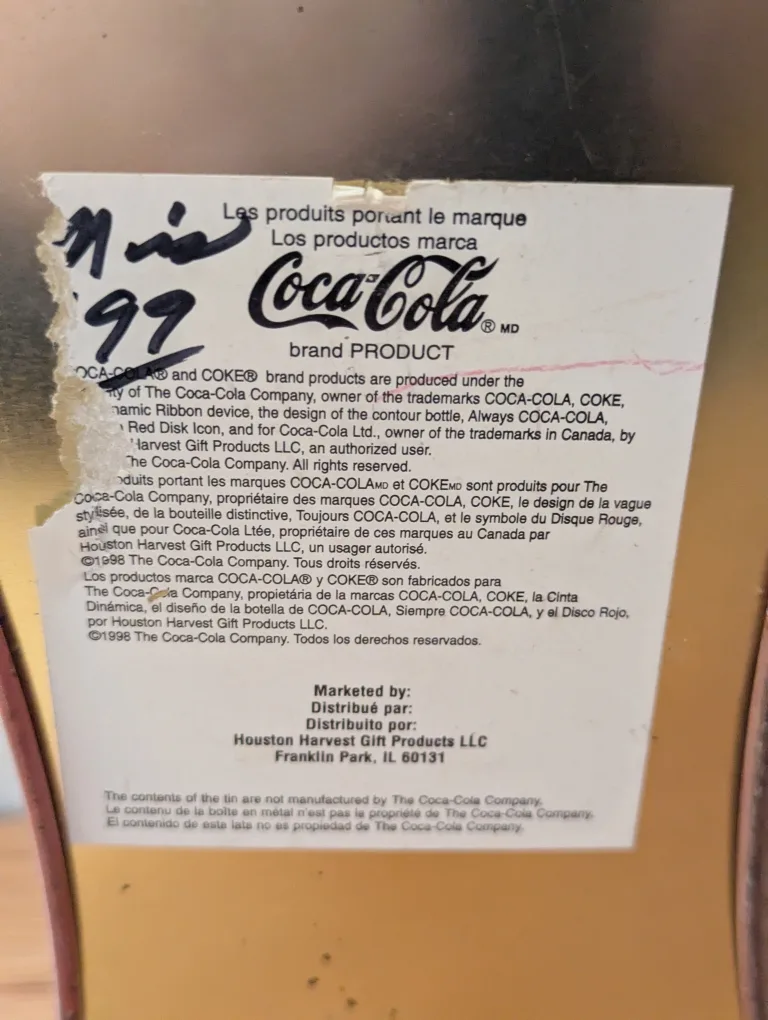 Les produits portant le marque
Los productos marca
Coca-Cola® MD
brand PRODUCT
'99
OCA-COLA® and COKE® brand products are produced under the
ty of The Coca-Cola Company, owner of the trademarks COCA-COLA, COKE,
namic Ribbon device, the design of the contour bottle, Always COCA-COLA,
Red Disk Icon, and for Coca-Cola Ltd., owner of the trademarks in Canada, by
Harvest Gift Products LLC, an authorized user.
The Coca-Cola Company. All rights reserved.
oduits portant les marques COCA-COLAMD et COKEMD sont produits pour The
Coca-Cola Company, propriétaire des marques COCA-COLA, COKE, le design de la vague
stylisée, de la bouteille distinctive, Toujours COCA-COLA, et le symbole du Disque Rouge,
ainsi que pour Coca-Cola Ltée, propriétaire de ces marques au Canada par
Houston Harvest Gift Products LLC, un usager autorisé.
©1998 The Coca-Cola Company. Tous droits réservés.
Los productos marca COCA-COLA® y COKE® son fabricados para
The Coca-Cola Company, propietária de la marcas COCA-COLA, COKE, la Cinta
Dinámica, el diseño de la botella de COCA-COLA, Siempre COCA-COLA, y el Disco Rojo,
por Houston Harvest Gift Products LLC.
©1998 The Coca-Cola Company. Todos los derechos reservados.
Marketed by:
Distribué par:
Distribuito por:
Houston Harvest Gift Products LLC
Franklin Park, IL 60131
The contents of the tin are not manufactured by The Coca-Cola Company.
Le contenu de la boîte en métal n'est pas la propriété de The Coca-Cola Company.
El contenido de esta lata no es propiedad de The Coca-Cola Company.